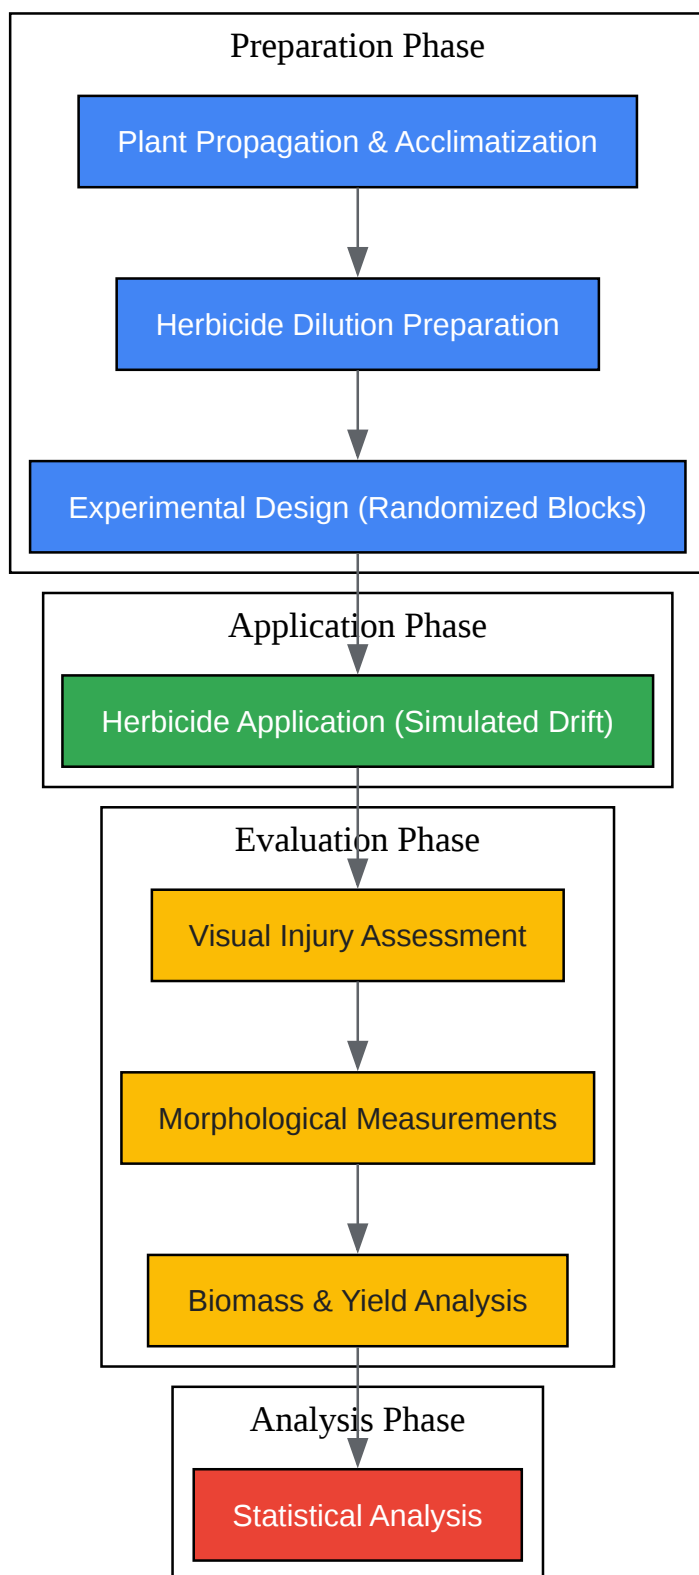 Preparation Phase
Plant Propagation & Acclimatization
Herbicide Dilution Preparation
Experimental Design (Randomized Blocks)
Application Phase
Herbicide Application (Simulated Drift)
Evaluation Phase
Visual Injury Assessment
Morphological Measurements
Biomass & Yield Analysis
Analysis Phase
Statistical Analysis